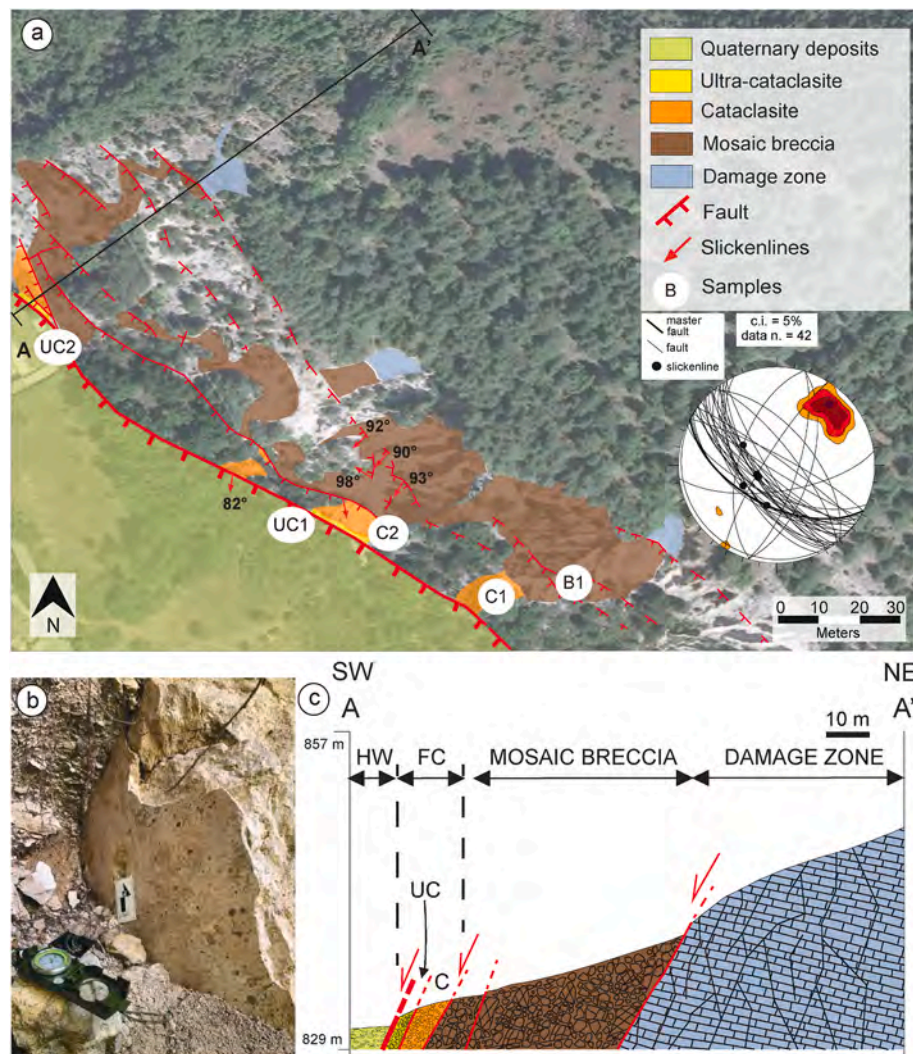 a
A'
Quaternary deposits
Ultra-cataclasite
Cataclasite
Mosaic breccia
Damage zone
Fault
Slickenlines
B
Samples
master
fault
fault
slickenline
c.i. = 5%
data n. = 42
A
UC2
92°
90°
98°
93°
82°
UC1
C2
C1
B1
N
0 10 20 30
Meters
b
c
SW
A
NE
A'
10 m
857 m
HW
FC
MOSAIC BRECCIA
DAMAGE ZONE
UC
C
829 m